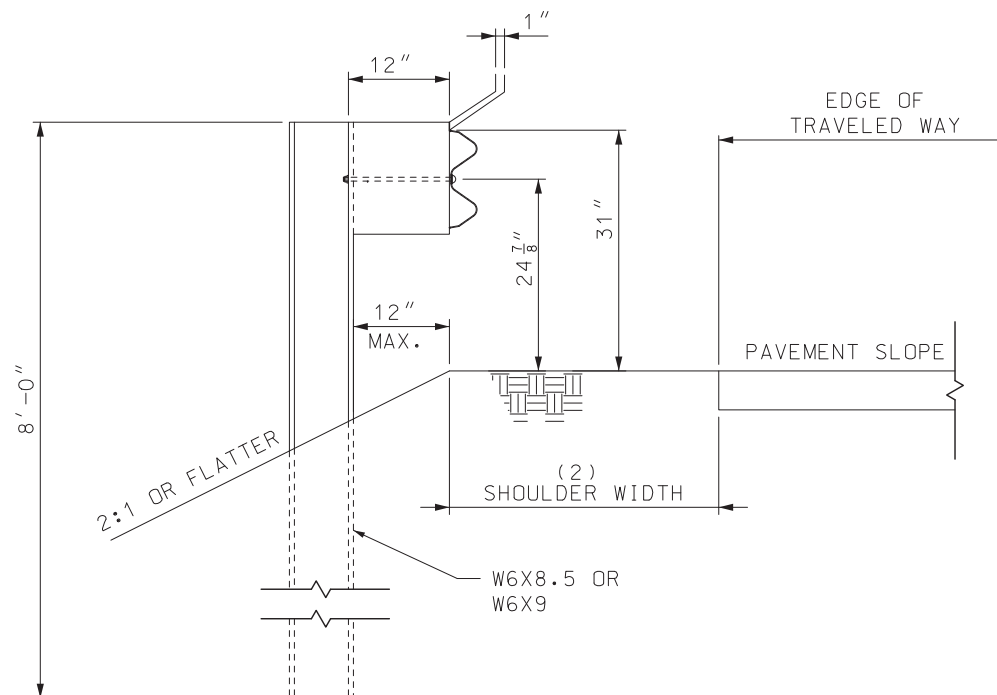 1"
12"
EDGE OF
TRAVELED WAY
31"
24 7/8"
12"
MAX.
PAVEMENT SLOPE
8'-0"
2:1 OR FLATTER
(2)
SHOULDER WIDTH
W6X8.5 OR
W6X9